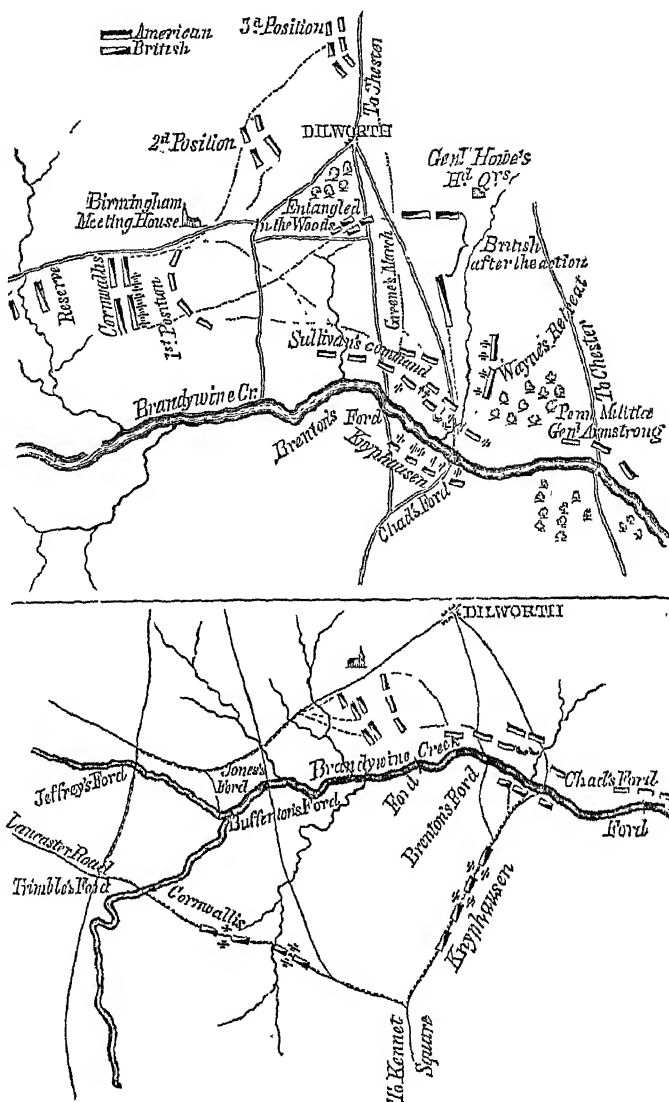 American
British
3d Position
To Chester
2d Position
DILWORTH
Genl. Howe's
Hd. Qrs.
Birmingham
Meeting House
Entangled
in the Woods
British
after the action
Reserve
Cornwallis
1st Position
Greene's March
Sullivan's command
Wayne's Retreat
To Chester
Brandywine Cr.
Brenton's Ford
Knyphausen
Penn. Militia
Genl. Armstrong
Chad's Ford
DILWORTH
Jeffrey's Ford
Jones's
Ford
Brandywine Creek
Buffenton's Ford
Ford
Brenton's Ford
Chad's Ford
Ford
Lancaster Road
Trimble's Ford
Cornwallis
Knyphausen
To Kennet
Square